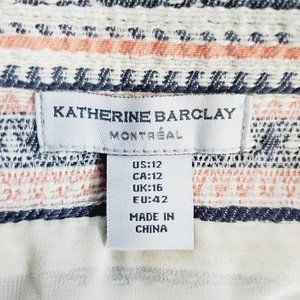 KATHERINE BARCLAY
MONTRÉAL
US:12
CA:12
UK:16
EU:42
MADE IN
CHINA